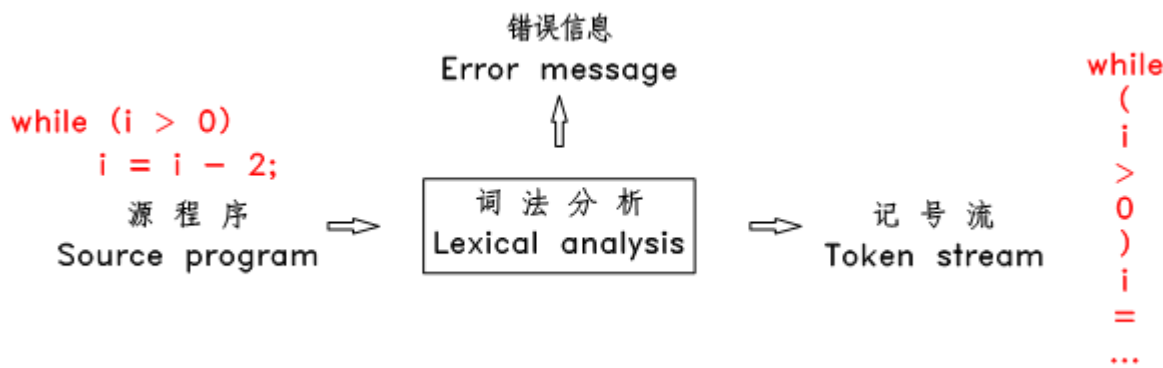 错误信息
Error message
while (i > 0)
i = i - 2;
源程序
Source program
词法分析
Lexical analysis
记号流
Token stream
while
(
i
>
0
)
i
=
...